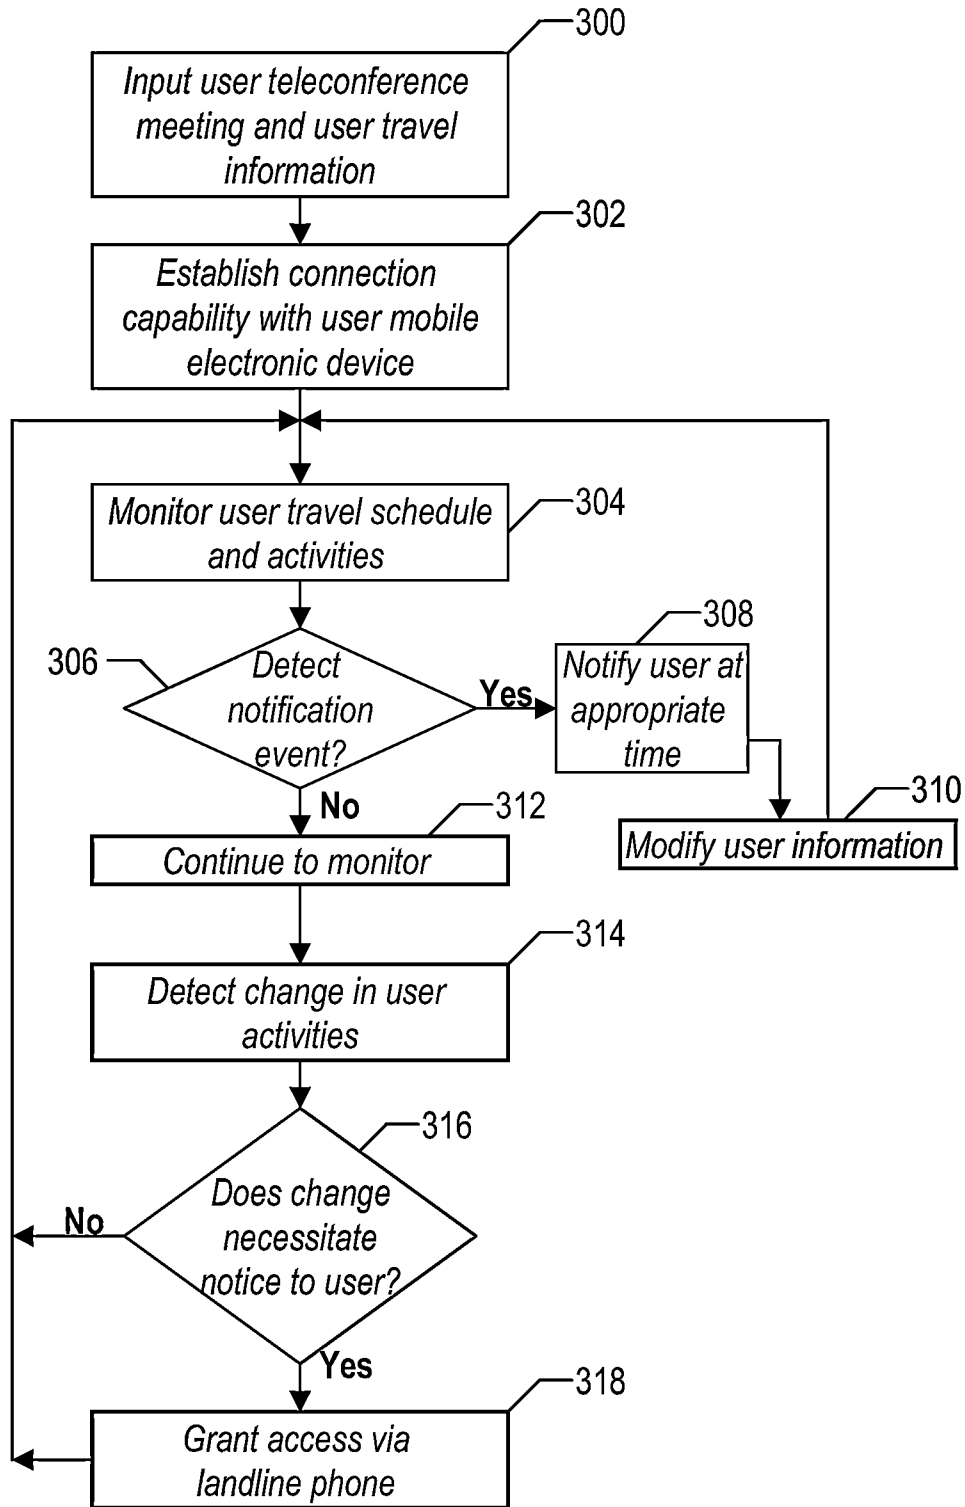 300
Input user teleconference
meeting and user travel
information
302
Establish connection
capability with user mobile
electronic device
304
Monitor user travel schedule
and activities
306
Detect
notification
event?
Yes
308
Notify user at
appropriate
time
310
Modify user information
No
312
Continue to monitor
314
Detect change in user
activities
316
Does change
necessitate
notice to user?
No
Yes
318
Grant access via
landline phone